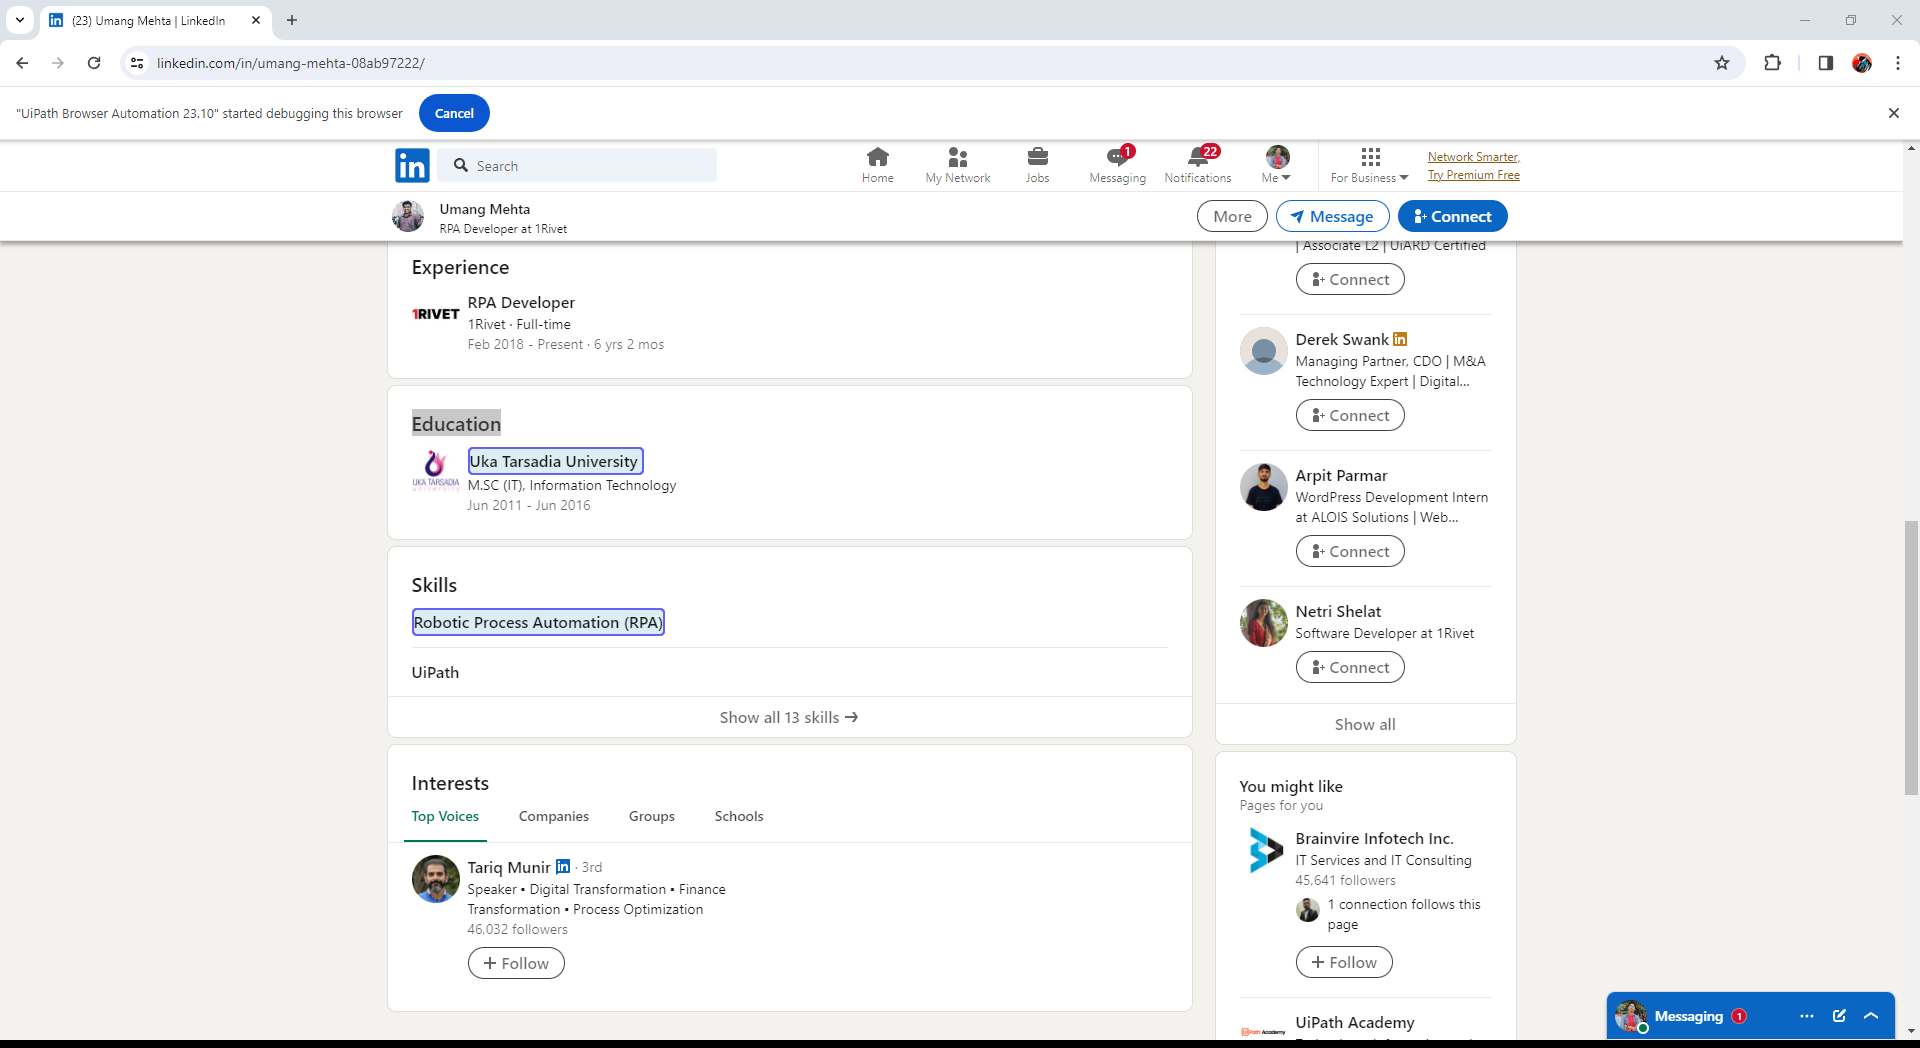 (23) Umang Mehta | LinkedIn
linkedin.com/in/umang-mehta-08ab97222/
"UiPath Browser Automation 23.10" started debugging this browser
Cancel
in
Search
Home
My Network
Jobs
1
Messaging
22
Notifications
Me
For Business
Network Smarter,
Try Premium Free
Umang Mehta
RPA Developer at 1Rivet
More
Message
Connect
Experience
1RIVET
RPA Developer
1Rivet · Full-time
Feb 2018 - Present · 6 yrs 2 mos
Education
UKA TARSADIA
university
Uka Tarsadia University
M.SC (IT), Information Technology
Jun 2011 - Jun 2016
Skills
Robotic Process Automation (RPA)
UiPath
Show all 13 skills →
Interests
Top Voices
Companies
Groups
Schools
Tariq Munir in · 3rd
Speaker ▪ Digital Transformation ▪ Finance
Transformation ▪ Process Optimization
46,032 followers
+ Follow
| Associate L2 | UiARD Certified
Connect
Derek Swank in
Managing Partner, CDO | M&A
Technology Expert | Digital...
Connect
Arpit Parmar
WordPress Development Intern
at ALOIS Solutions | Web...
Connect
Netri Shelat
Software Developer at 1Rivet
Connect
Show all
You might like
Pages for you
Brainvire Infotech Inc.
IT Services and IT Consulting
45,641 followers
1 connection follows this
page
+ Follow
UiPath Academy
UiPath Academy
Messaging 1